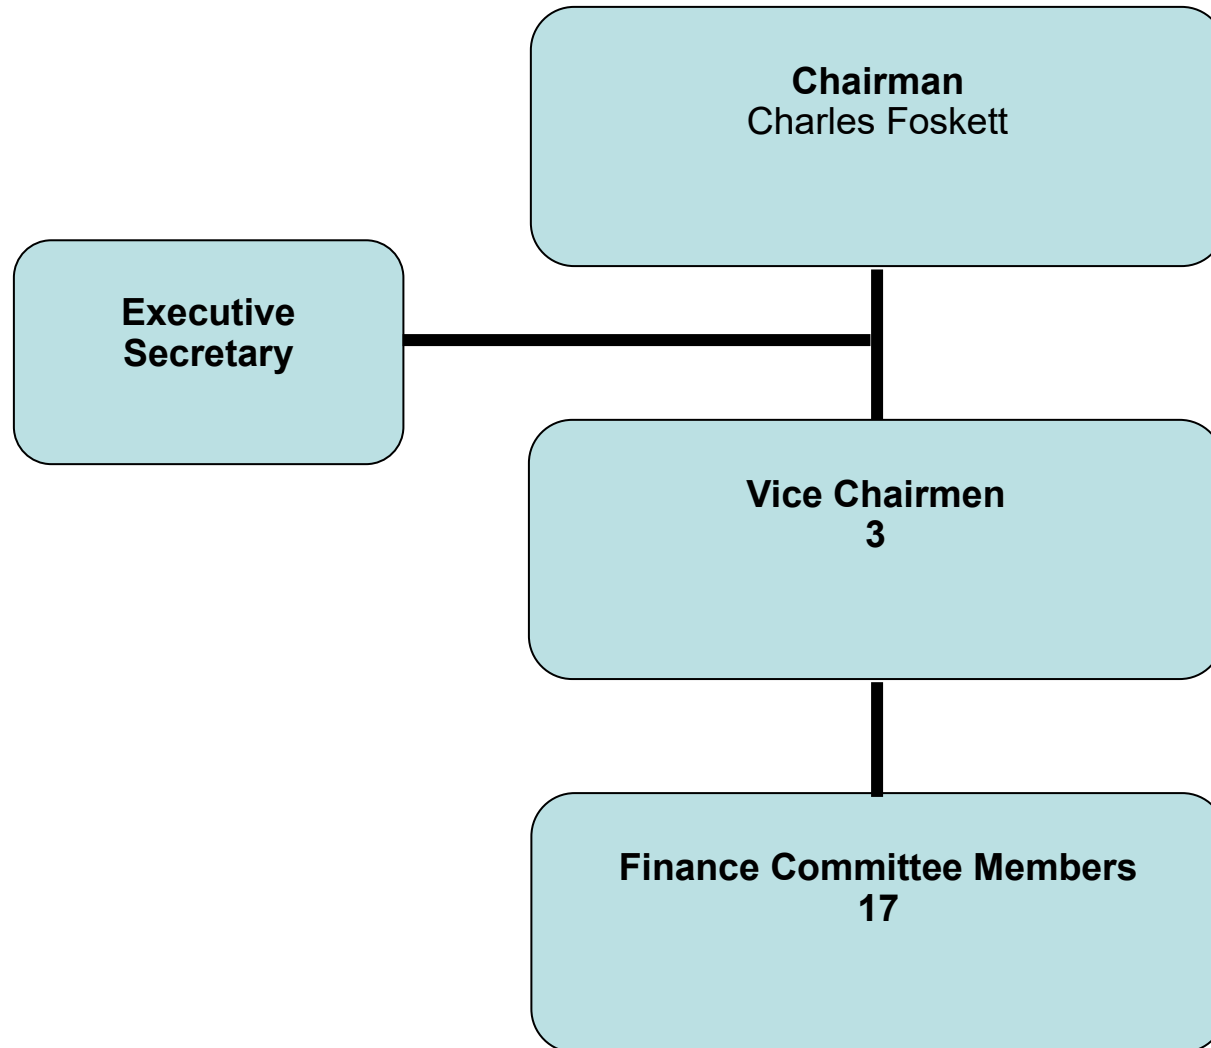 Chairman
Charles Foskett
Executive
Secretary
Vice Chairmen
3
Finance Committee Members
17